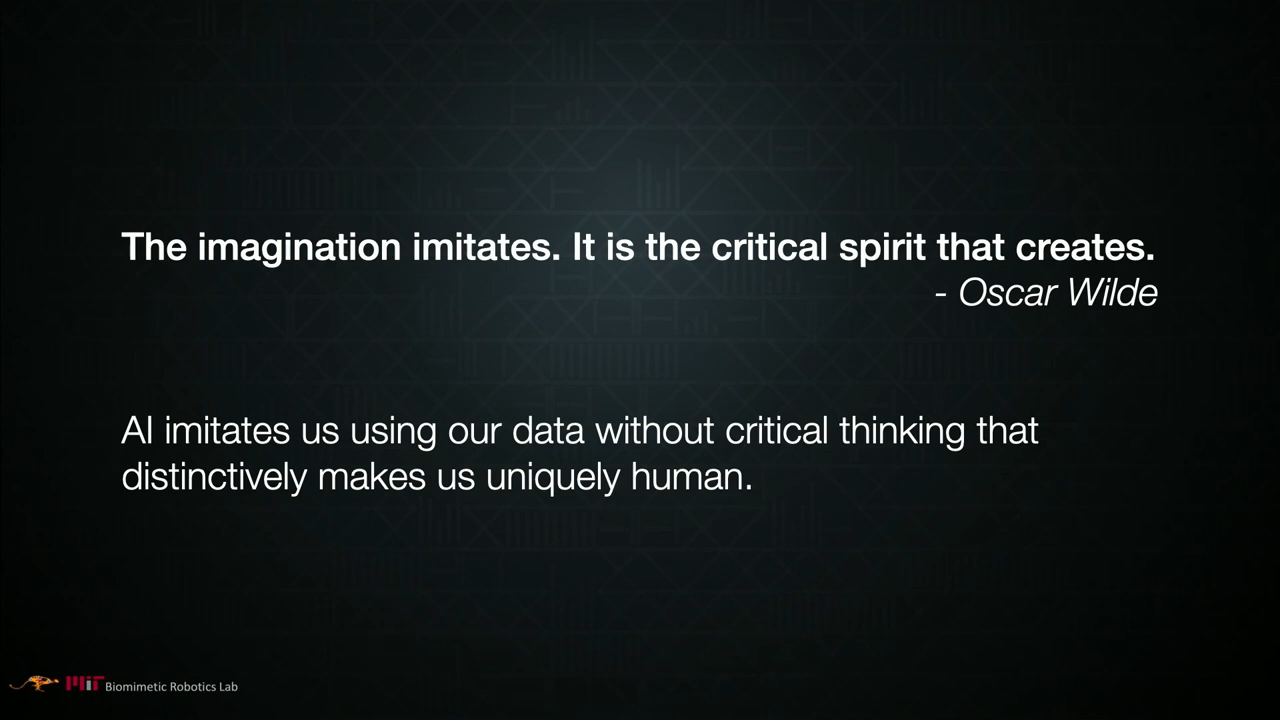 The imagination imitates. It is the critical spirit that creates.
- Oscar Wilde
AI imitates us using our data without critical thinking that
distinctively makes us uniquely human.
MiT Biomimetic Robotics Lab